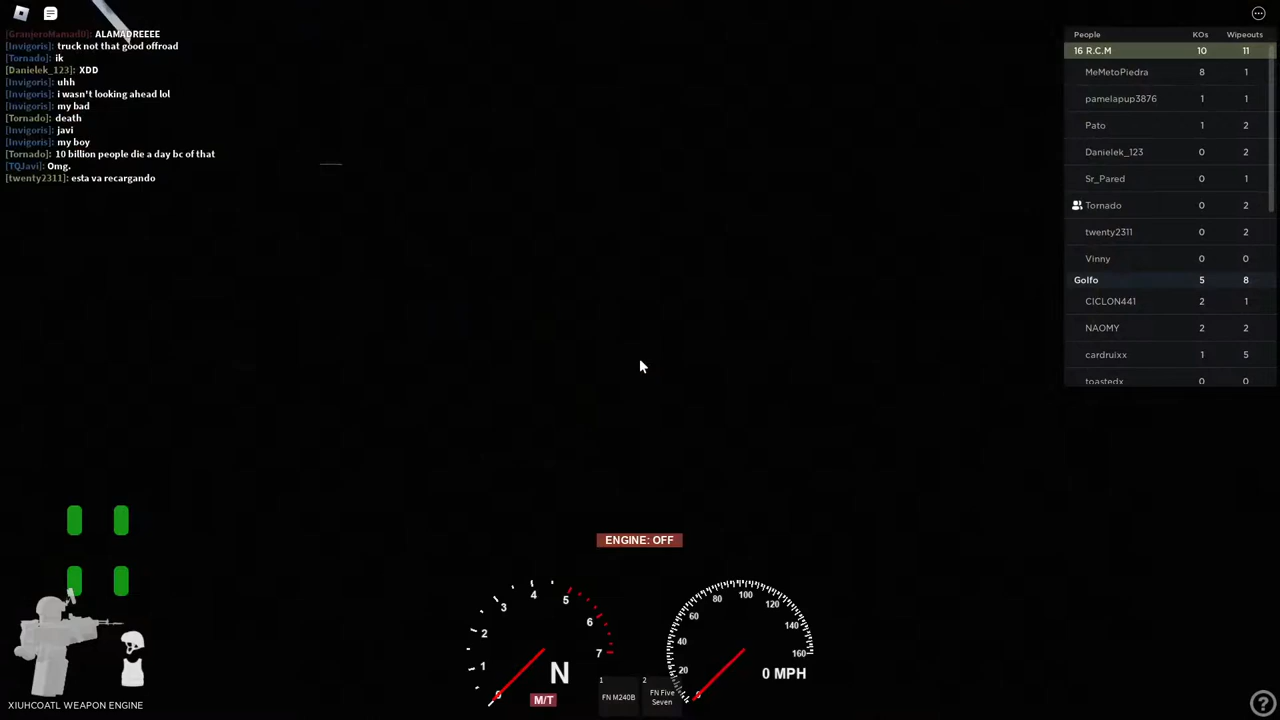 [GranjeroMamad0]: ALAMADREEEE
[Invigoris]: truck not that good offroad
[Tornado]: ik
[Danielek_123]: XDD
[Invigoris]: uhh
[Invigoris]: i wasn't looking ahead lol
[Invigoris]: my bad
[Tornado]: death
[Invigoris]: javi
[Invigoris]: my boy
[Tornado]: 10 billion people die a day bc of that
[TQJavi]: Omg.
[twenty2311]: esta va recargando
People KOs Wipeouts
16 R.C.M 10 11
MeMetoPiedra 8 1
pamelapup3876 1 1
Pato 1 2
Danielek_123 0 2
Sr_Pared 0 1
Tornado 0 2
twenty2311 0 2
Vinny 0 0
Golfo 5 8
CICLON441 2 1
NAOMY 2 2
cardruixx 1 5
toastedx 0 0
ENGINE: OFF
0 1 2 3 4 5 6 7
N
M/T
1 FN M240B
2 FN Five Seven
0 20 40 60 80 100 120 140 160
0 MPH
XIUHCOATL WEAPON ENGINE
?